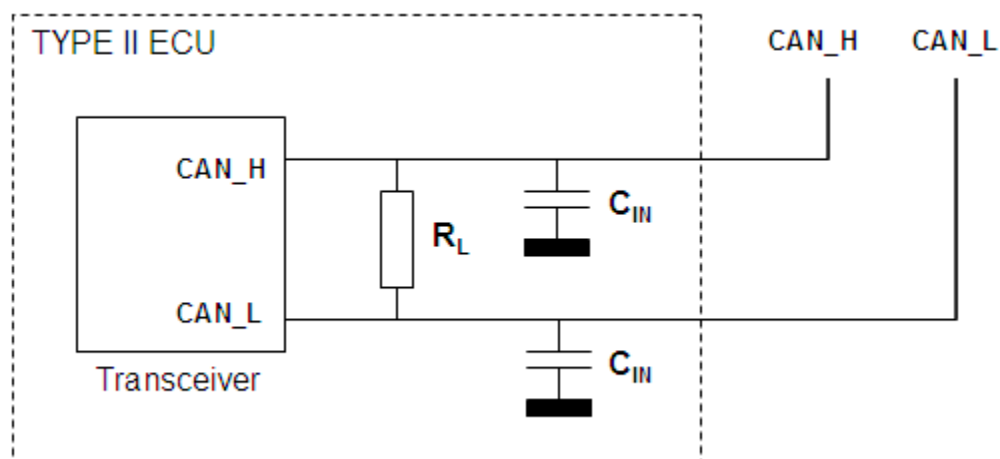 TYPE II ECU
CAN_H CAN_L
CAN_H
C_IN
R_L
CAN_L
C_IN
Transceiver